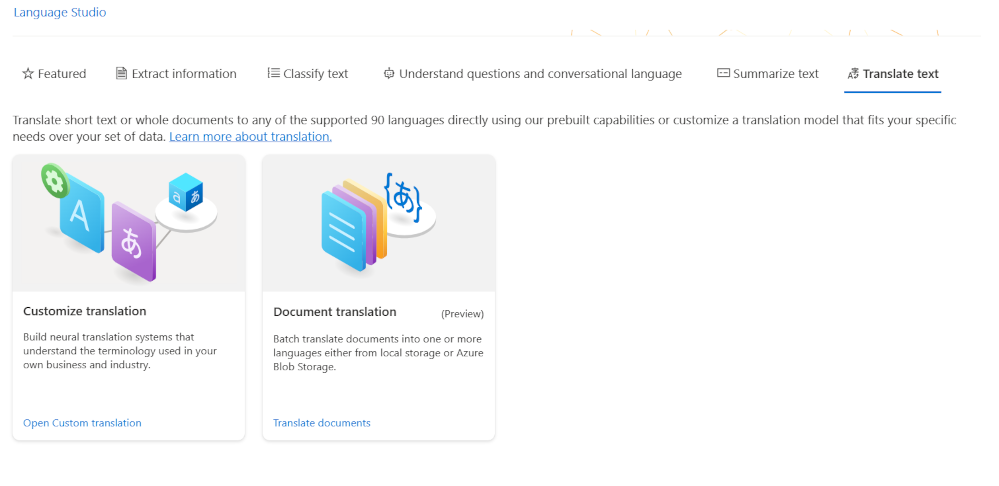 Language Studio
Featured
Extract information
Classify text
Understand questions and conversational language
Summarize text
Translate text
Translate short text or whole documents to any of the supported 90 languages directly using our prebuilt capabilities or customize a translation model that fits your specific
needs over your set of data. Learn more about translation.
A
あ
a
あ
{あ}
Customize translation
Build neural translation systems that
understand the terminology used in your
own business and industry.
Open Custom translation
Document translation (Preview)
Batch translate documents into one or more
languages either from local storage or Azure
Blob Storage.
Translate documents